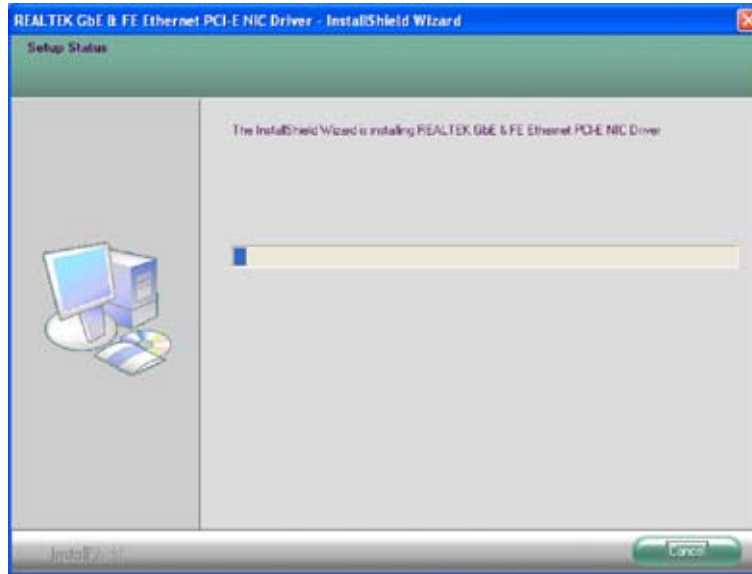 REALTEK GbE & FE Ethernet PCI-E NIC Driver - InstallShield Wizard
Setup Status
The InstallShield Wizard is installing REALTEK GbE & FE Ethernet PCI-E NIC Driver
InstallShield
Cancel